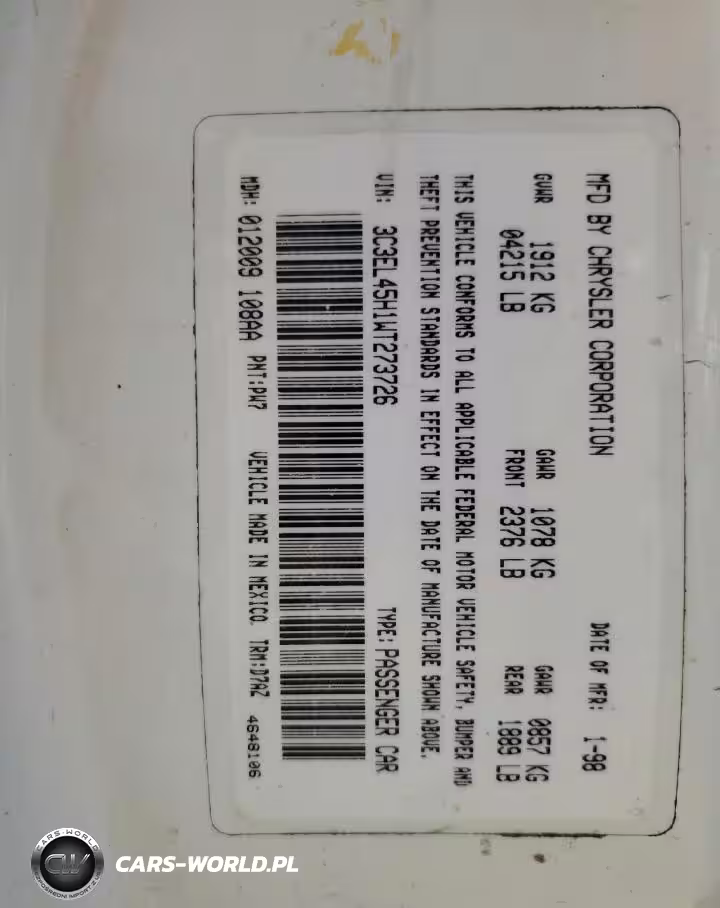 MFD BY CHRYSLER CORPORATION DATE OF MFR: 1-98
GVWR 1912 KG GAWR 1078 KG GAWR 0857 KG
04215 LB FRONT 2376 LB REAR 1889 LB
THIS VEHICLE CONFORMS TO ALL APPLICABLE FEDERAL MOTOR VEHICLE SAFETY, BUMPER AND
THEFT PREVENTION STANDARDS IN EFFECT ON THE DATE OF MANUFACTURE SHOWN ABOVE.
VIN: 3C3EL45H1WT273726 TYPE: PASSENGER CAR
MDH: 012009 108AA PNT:PW7 VEHICLE MADE IN MEXICO. TRM:D7AZ 4648106
CARS-WORLD
CW
CARS-WORLD.PL